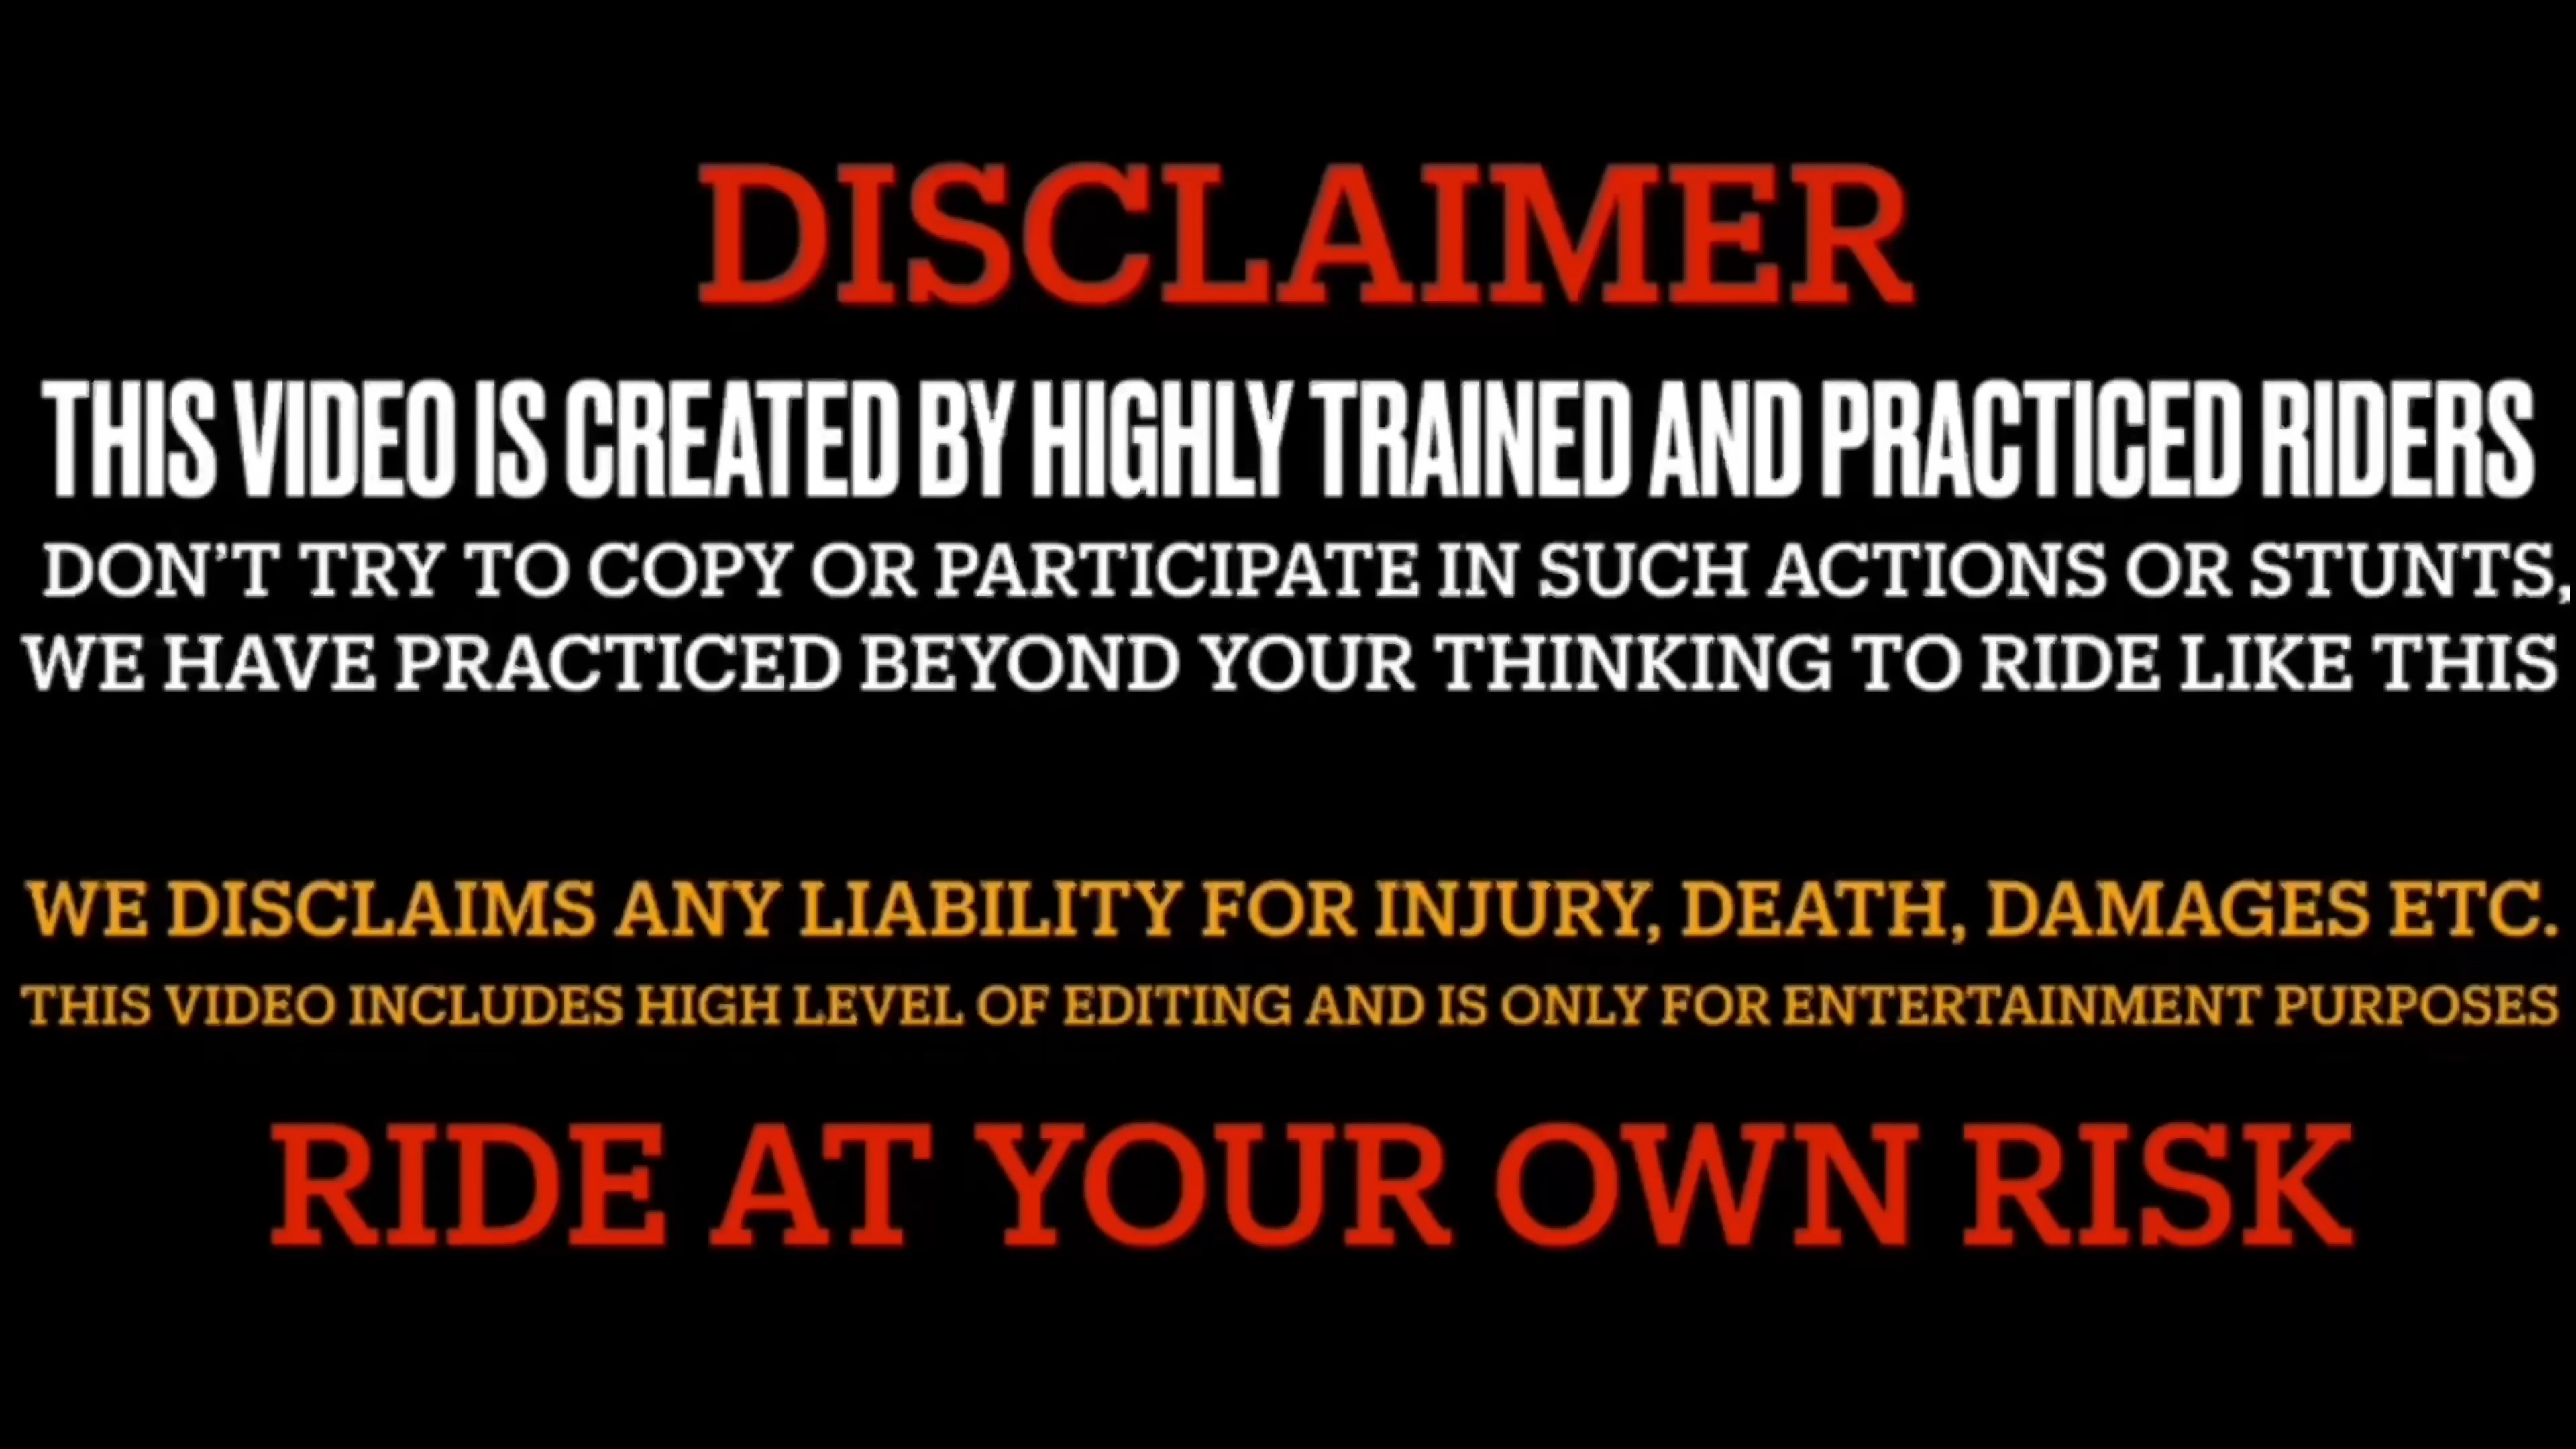 DISCLAIMER
THIS VIDEO IS CREATED BY HIGHLY TRAINED AND PRACTICED RIDERS
DON'T TRY TO COPY OR PARTICIPATE IN SUCH ACTIONS OR STUNTS,
WE HAVE PRACTICED BEYOND YOUR THINKING TO RIDE LIKE THIS
WE DISCLAIMS ANY LIABILITY FOR INJURY, DEATH, DAMAGES ETC.
THIS VIDEO INCLUDES HIGH LEVEL OF EDITING AND IS ONLY FOR ENTERTAINMENT PURPOSES
RIDE AT YOUR OWN RISK